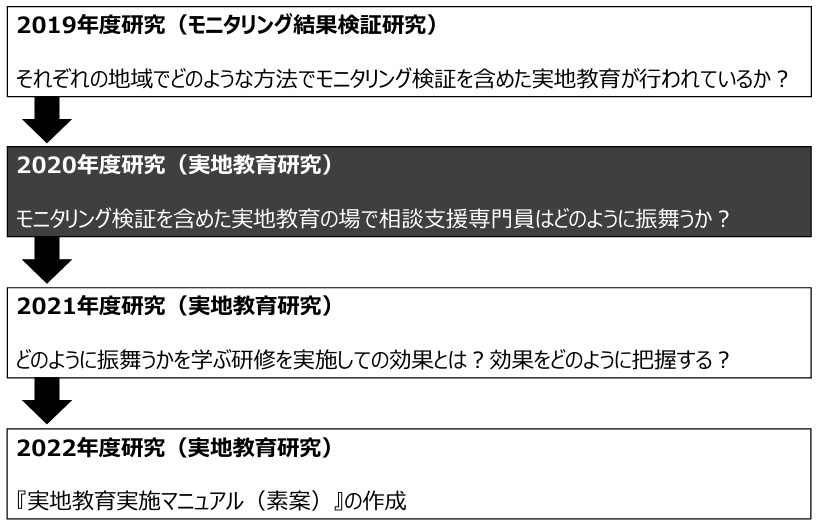 2019年度研究（モニタリング結果検証研究）
それぞれの地域でどのような方法でモニタリング検証を含めた実地教育が行われているか？
2020年度研究（実地教育研究）
モニタリング検証を含めた実地教育の場で相談支援専門員はどのように振舞うか？
2021年度研究（実地教育研究）
どのように振舞うかを学ぶ研修を実施しての効果とは？効果をどのように把握する？
2022年度研究（実地教育研究）
『実地教育実施マニュアル（素案）』の作成